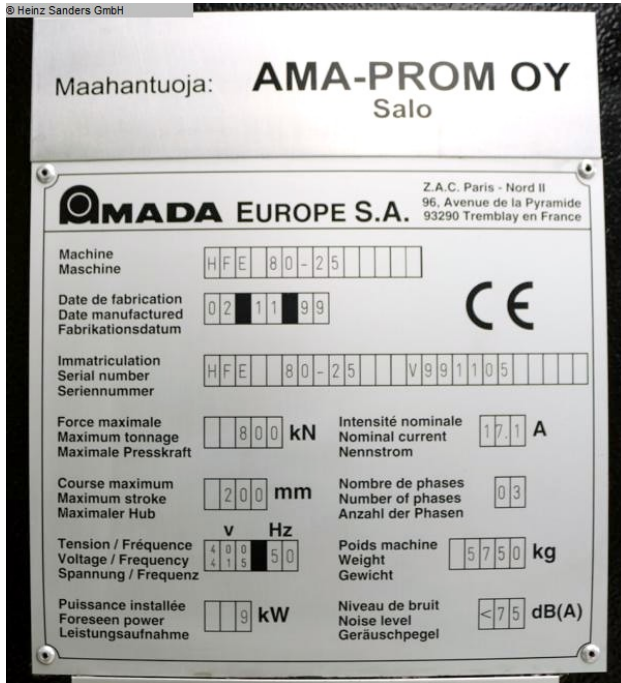 © Heinz Sanders GmbH
Maahantuoja: AMA-PROM OY
Salo
AMADA EUROPE S.A.
Z.A.C. Paris - Nord II
96, Avenue de la Pyramide
93290 Tremblay en France
Machine
Maschine
HFE 80-25
Date de fabrication
Date manufactured
Fabrikationsdatum
02 11 99
CE
Immatriculation
Serial number
Seriennummer
HFE 80-25 V991105
Force maximale
Maximum tonnage
Maximale Presskraft
800 kN
Intensité nominale
Nominal current
Nennstrom
17.1 A
Course maximum
Maximum stroke
Maximaler Hub
200 mm
Nombre de phases
Number of phases
Anzahl der Phasen
03
Tension / Fréquence
Voltage / Frequency
Spannung / Frequenz
V Hz
400
415
50
Poids machine
Weight
Gewicht
5750 kg
Puissance installée
Foreseen power
Leistungsaufnahme
9 kW
Niveau de bruit
Noise level
Geräuschpegel
<75 dB(A)